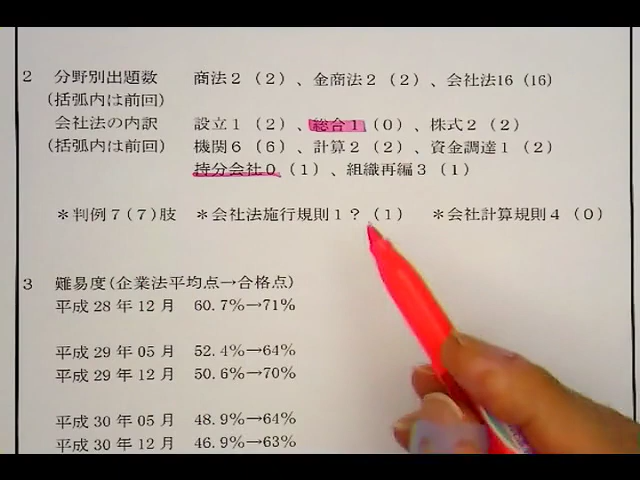 2 分野別出題数 商法2(2)、金商法2(2)、会社法16(16)
(括弧内は前回)
会社法の内訳 設立1(2)、総合1(0)、株式2(2)
(括弧内は前回) 機関6(6)、計算2(2)、資金調達1(2)
持分会社0(1)、組織再編3(1)
*判例7(7)肢 *会社法施行規則1?(1) *会社計算規則4(0)
3 難易度(企業法平均点→合格点)
平成28年12月 60.7%→71%
平成29年05月 52.4%→64%
平成29年12月 50.6%→70%
平成30年05月 48.9%→64%
平成30年12月 46.9%→63%